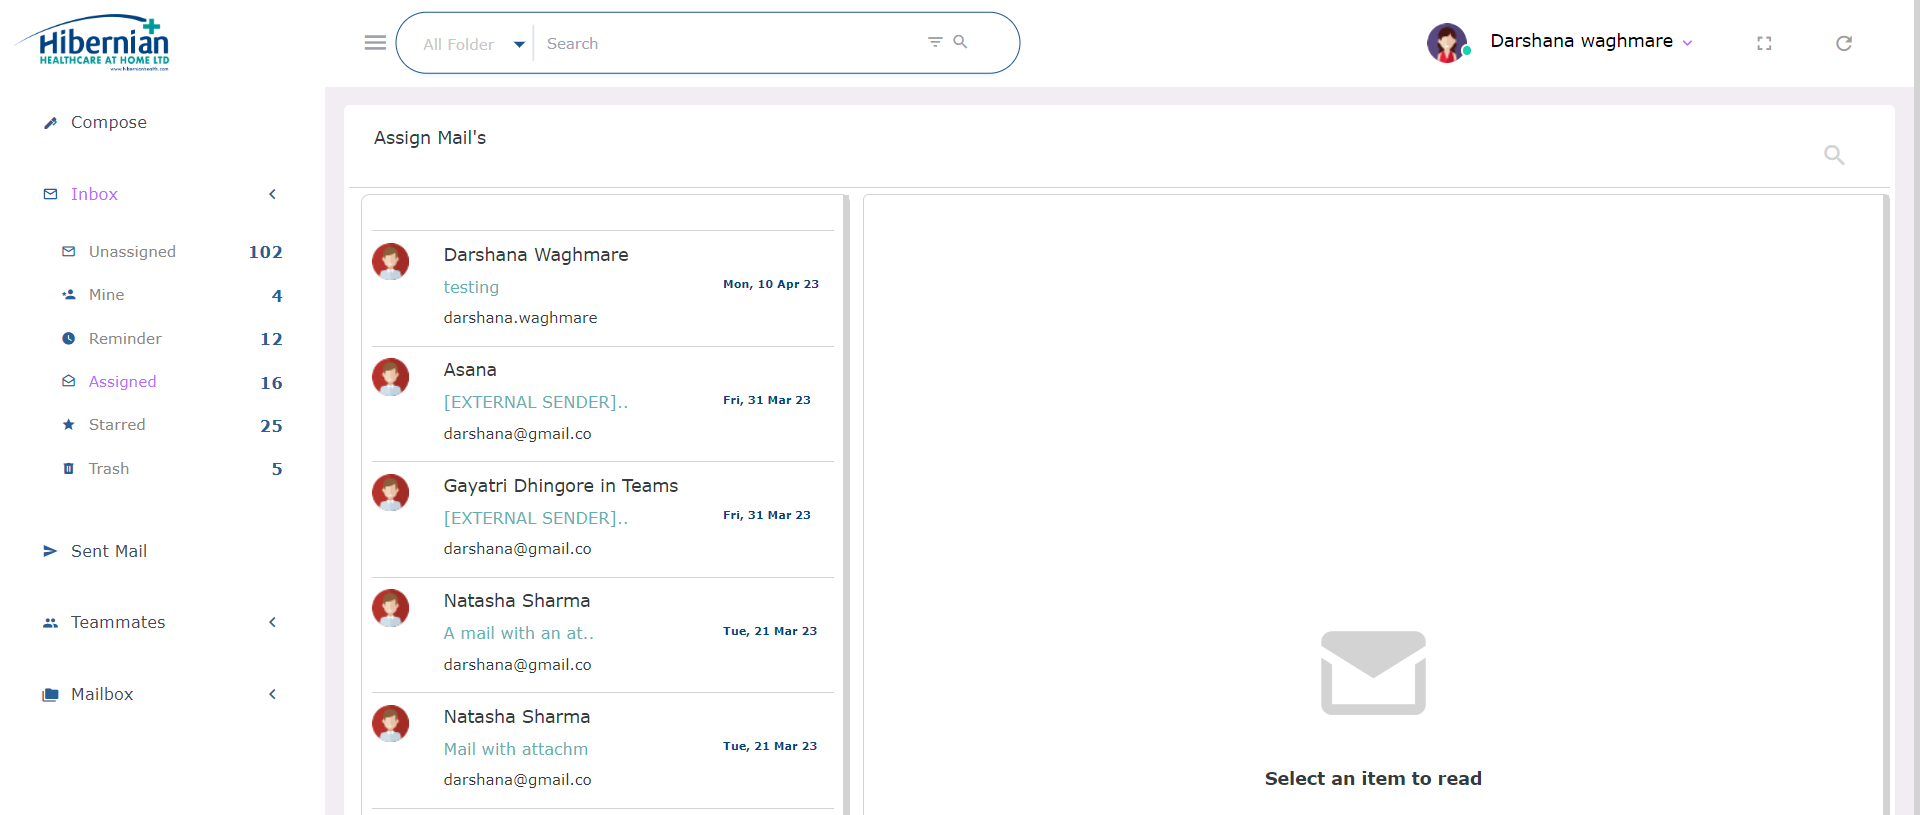 Hibernian
HEALTHCARE AT HOME LTD
www.hibernianhealth.com
All Folder
Search
Darshana waghmare
Compose
Inbox
Unassigned 102
Mine 4
Reminder 12
Assigned 16
Starred 25
Trash 5
Sent Mail
Teammates
Mailbox
Assign Mail's
Darshana Waghmare
testing
Mon, 10 Apr 23
darshana.waghmare
Asana
[EXTERNAL SENDER]..
Fri, 31 Mar 23
darshana@gmail.co
Gayatri Dhingore in Teams
[EXTERNAL SENDER]..
Fri, 31 Mar 23
darshana@gmail.co
Natasha Sharma
A mail with an at..
Tue, 21 Mar 23
darshana@gmail.co
Natasha Sharma
Mail with attachm
Tue, 21 Mar 23
darshana@gmail.co
Select an item to read